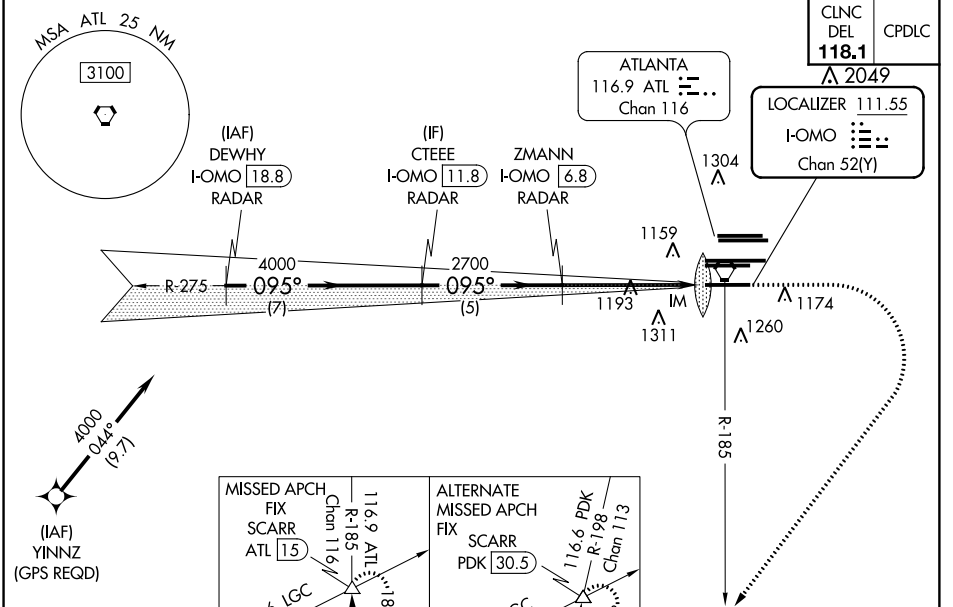 MSA ATL 25 NM
3100
CLNC
DEL
118.1
CPDLC
2049
ATLANTA
116.9 ATL
Chan 116
LOCALIZER 111.55
I-OMO
Chan 52(Y)
(IAF)
DEWHY
I-OMO 18.8
RADAR
(IF)
CTEEE
I-OMO 11.8
RADAR
ZMANN
I-OMO 6.8
RADAR
1304
1159
R-275
4000
095°
(7)
2700
095°
(5)
1193
IM
1174
1311
1260
R-185
4000
044°
(9.7)
(IAF)
YINNZ
(GPS REQD)
MISSED APCH
FIX
SCARR
ATL 15
Chan 116
R-185
116.9 ATL
LGC
18
ALTERNATE
MISSED APCH
FIX
SCARR
PDK 30.5
116.6 PDK
R-198
Chan 113